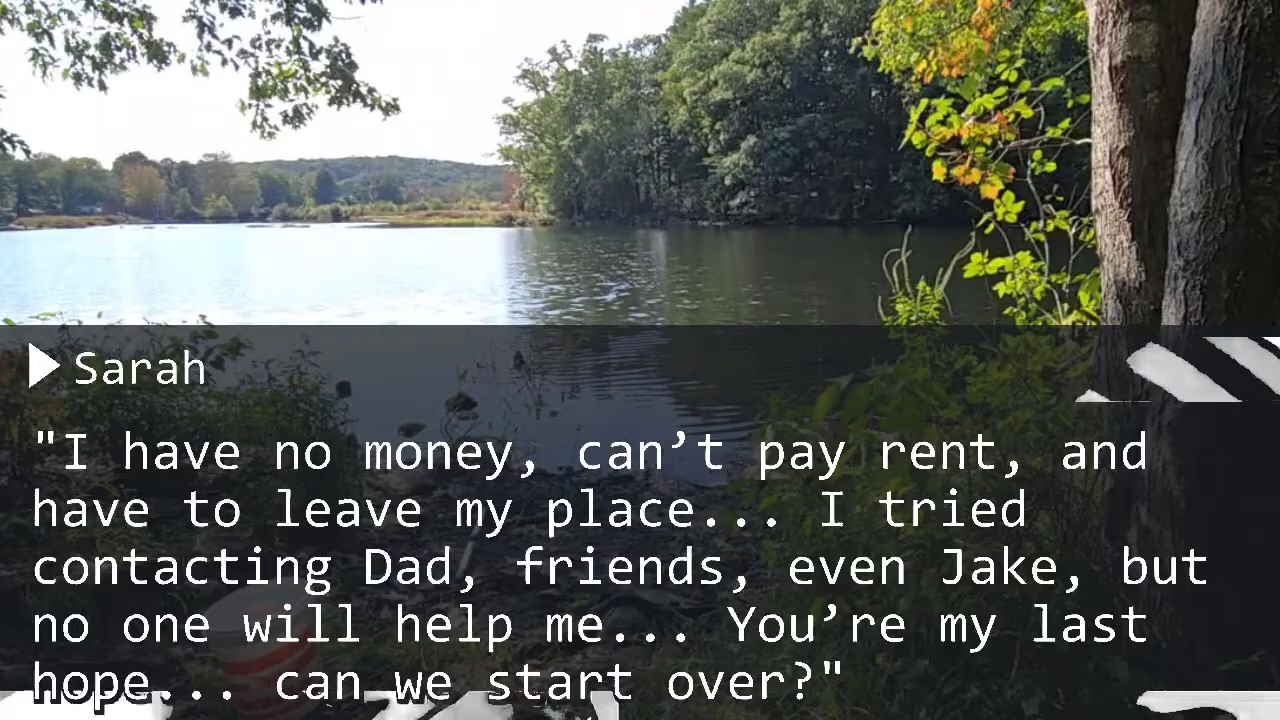 Sarah
"I have no money, can’t pay rent, and
have to leave my place... I tried
contacting Dad, friends, even Jake, but
no one will help me... You’re my last
hope... can we start over?"